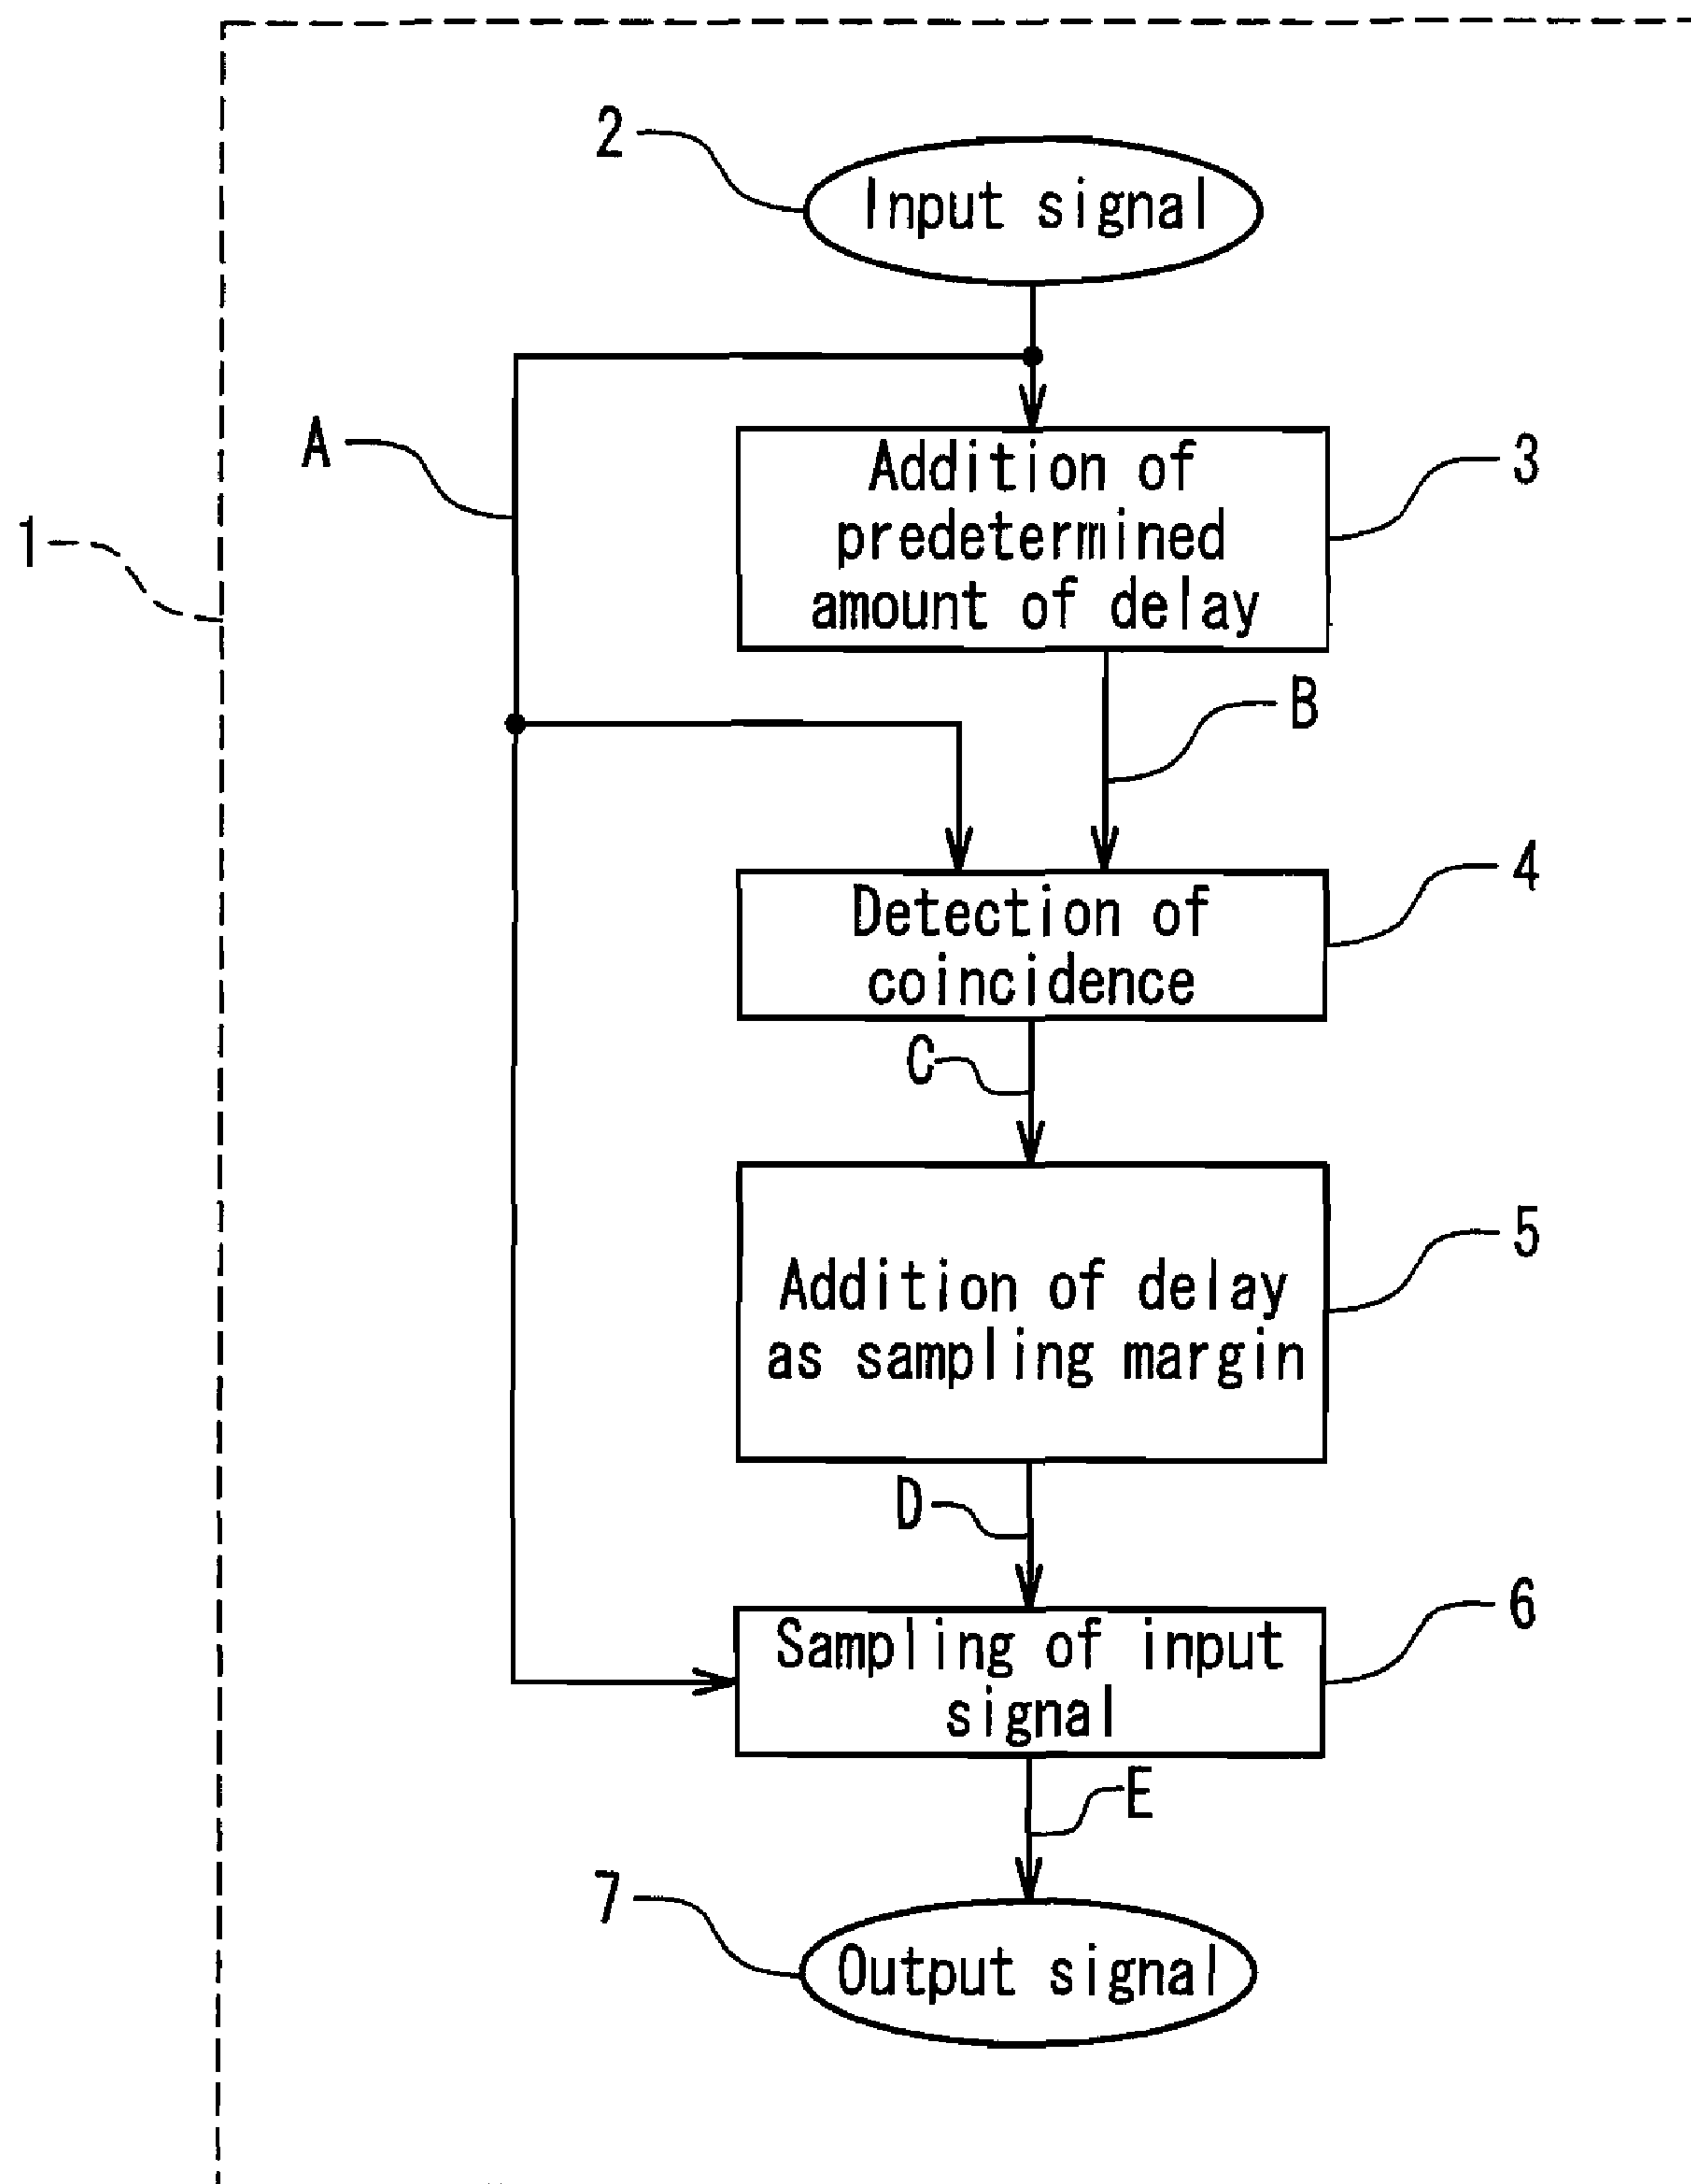 2
Input signal
A
Addition of
predetermined
amount of delay
3
1
B
4
Detection of
coincidence
C
5
Addition of delay
as sampling margin
D
6
Sampling of input
signal
E
7
Output signal